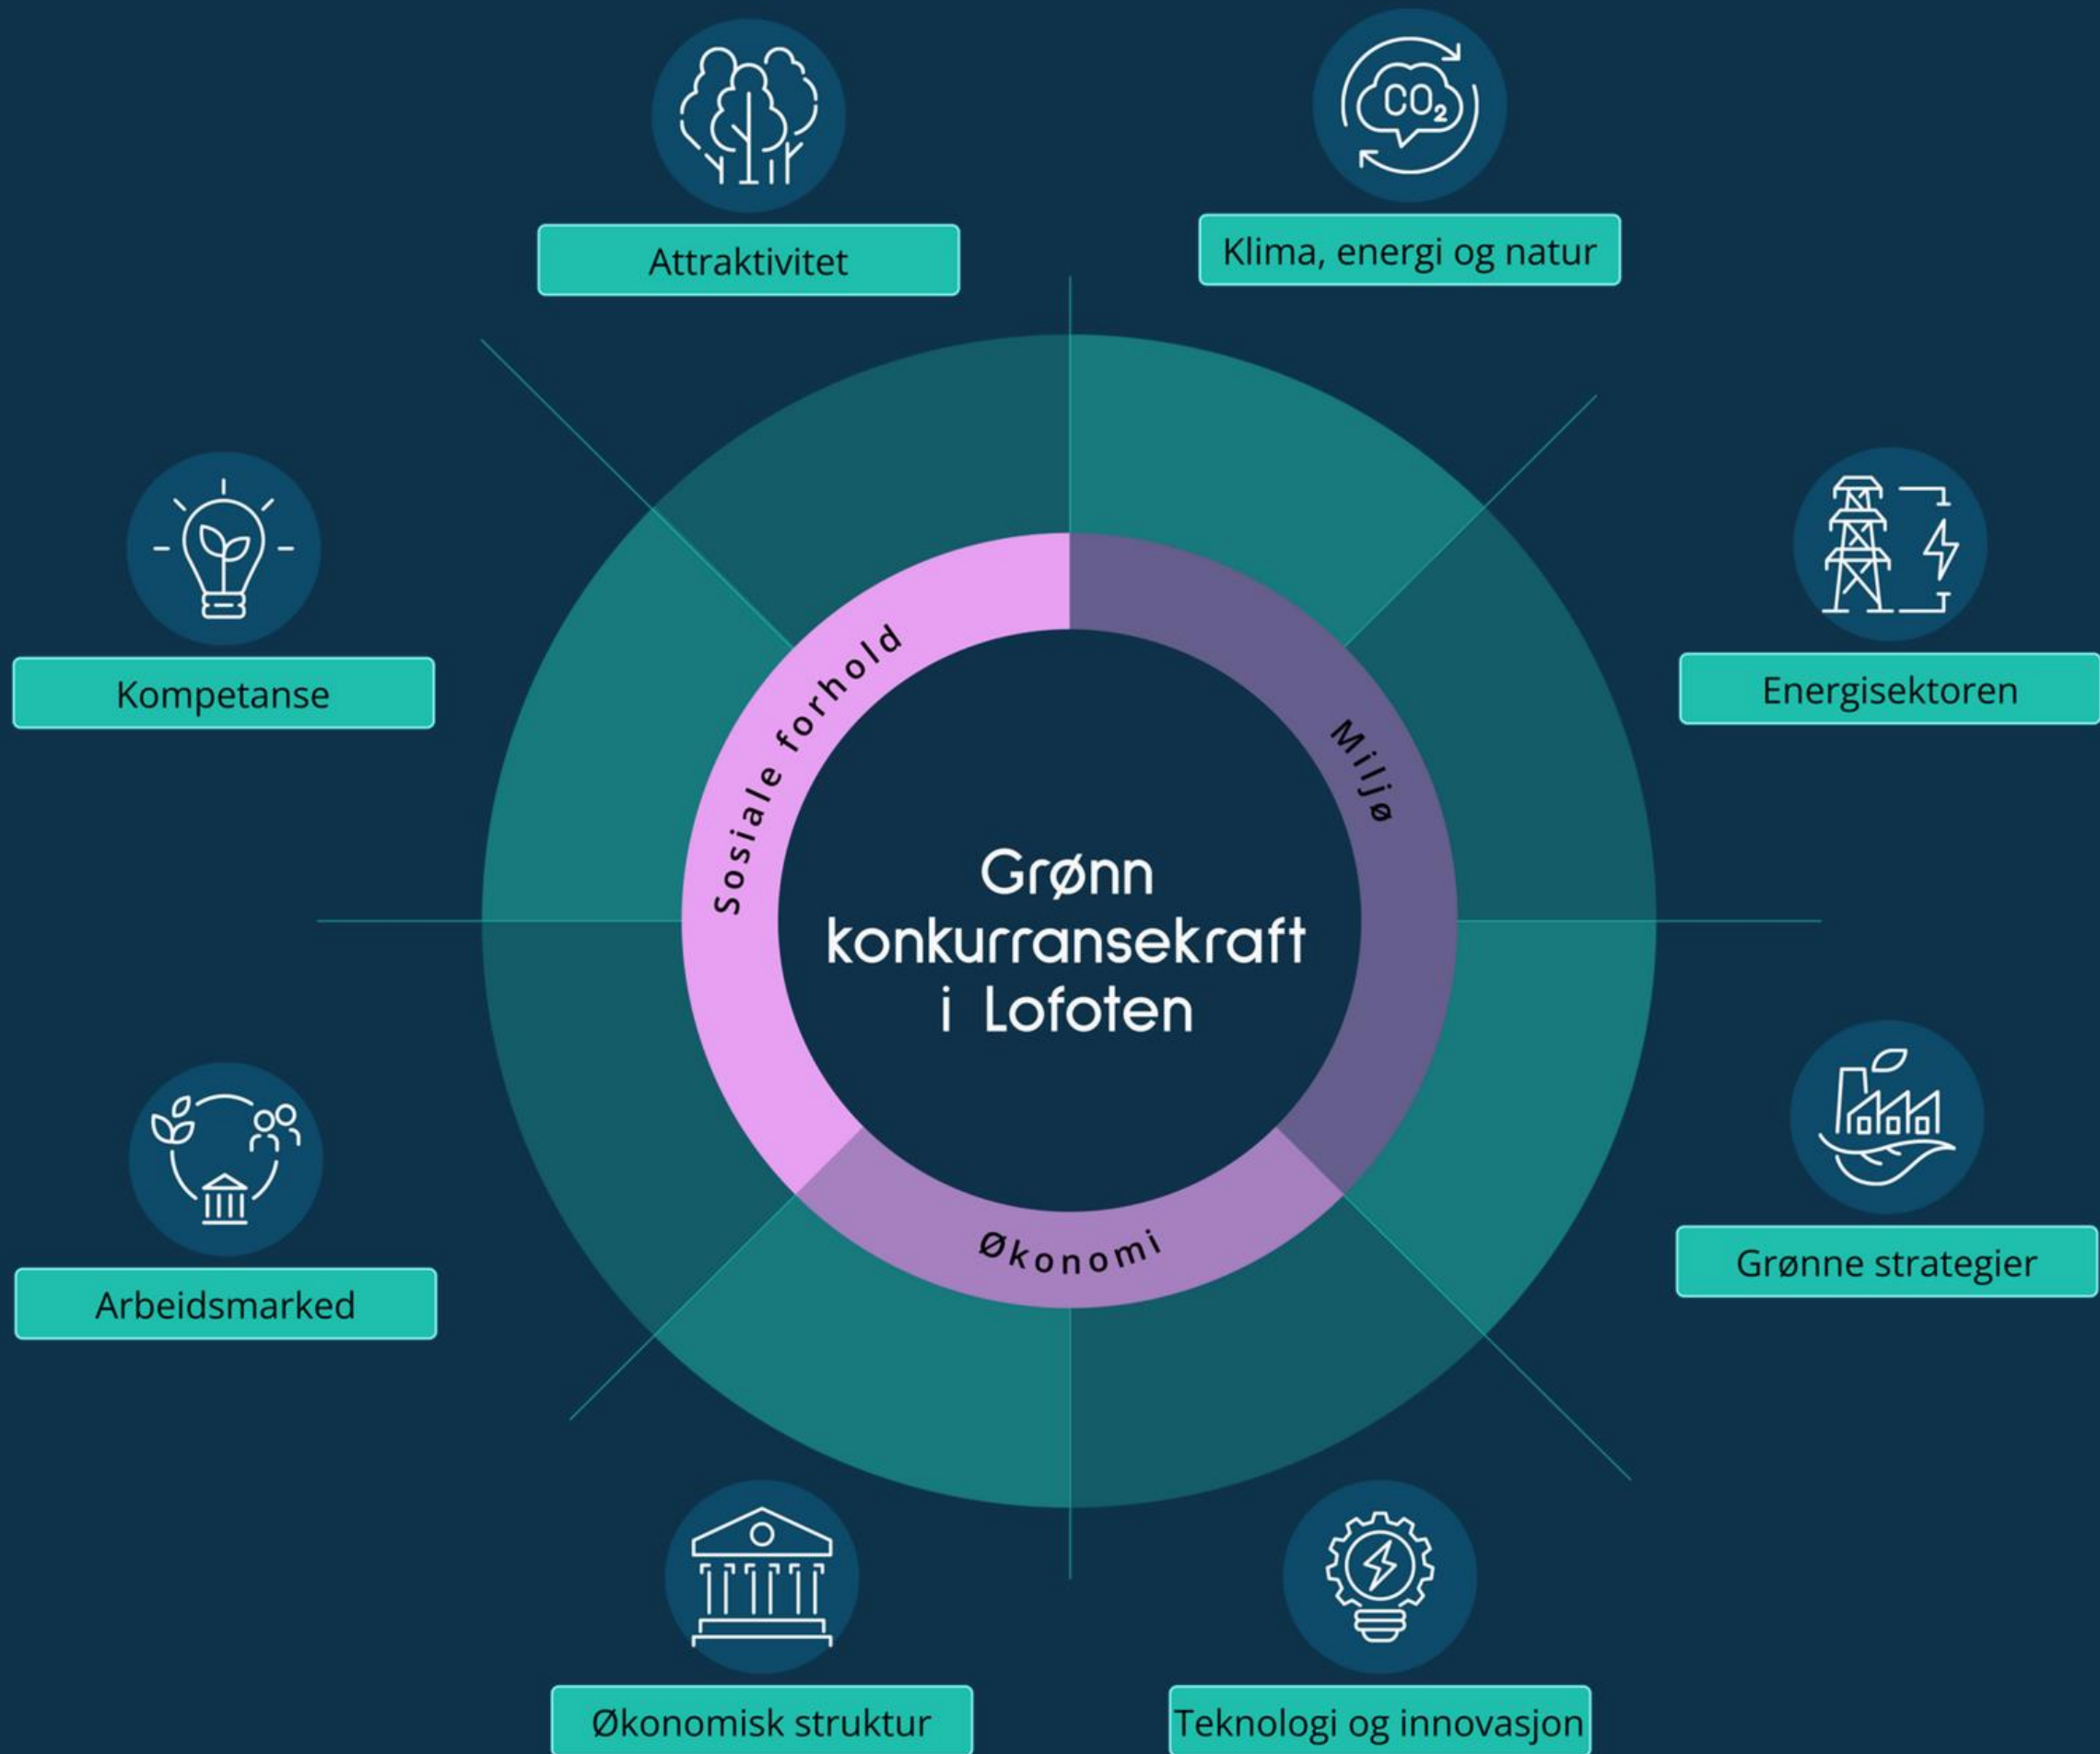 Attraktivitet
CO₂
Klima, energi og natur
Kompetanse
Energisektoren
Sosiale forhold
Miljø
Grønn
konkurransekraft
i Lofoten
Arbeidsmarked
Grønne strategier
Økonomi
Økonomisk struktur
Teknologi og innovasjon